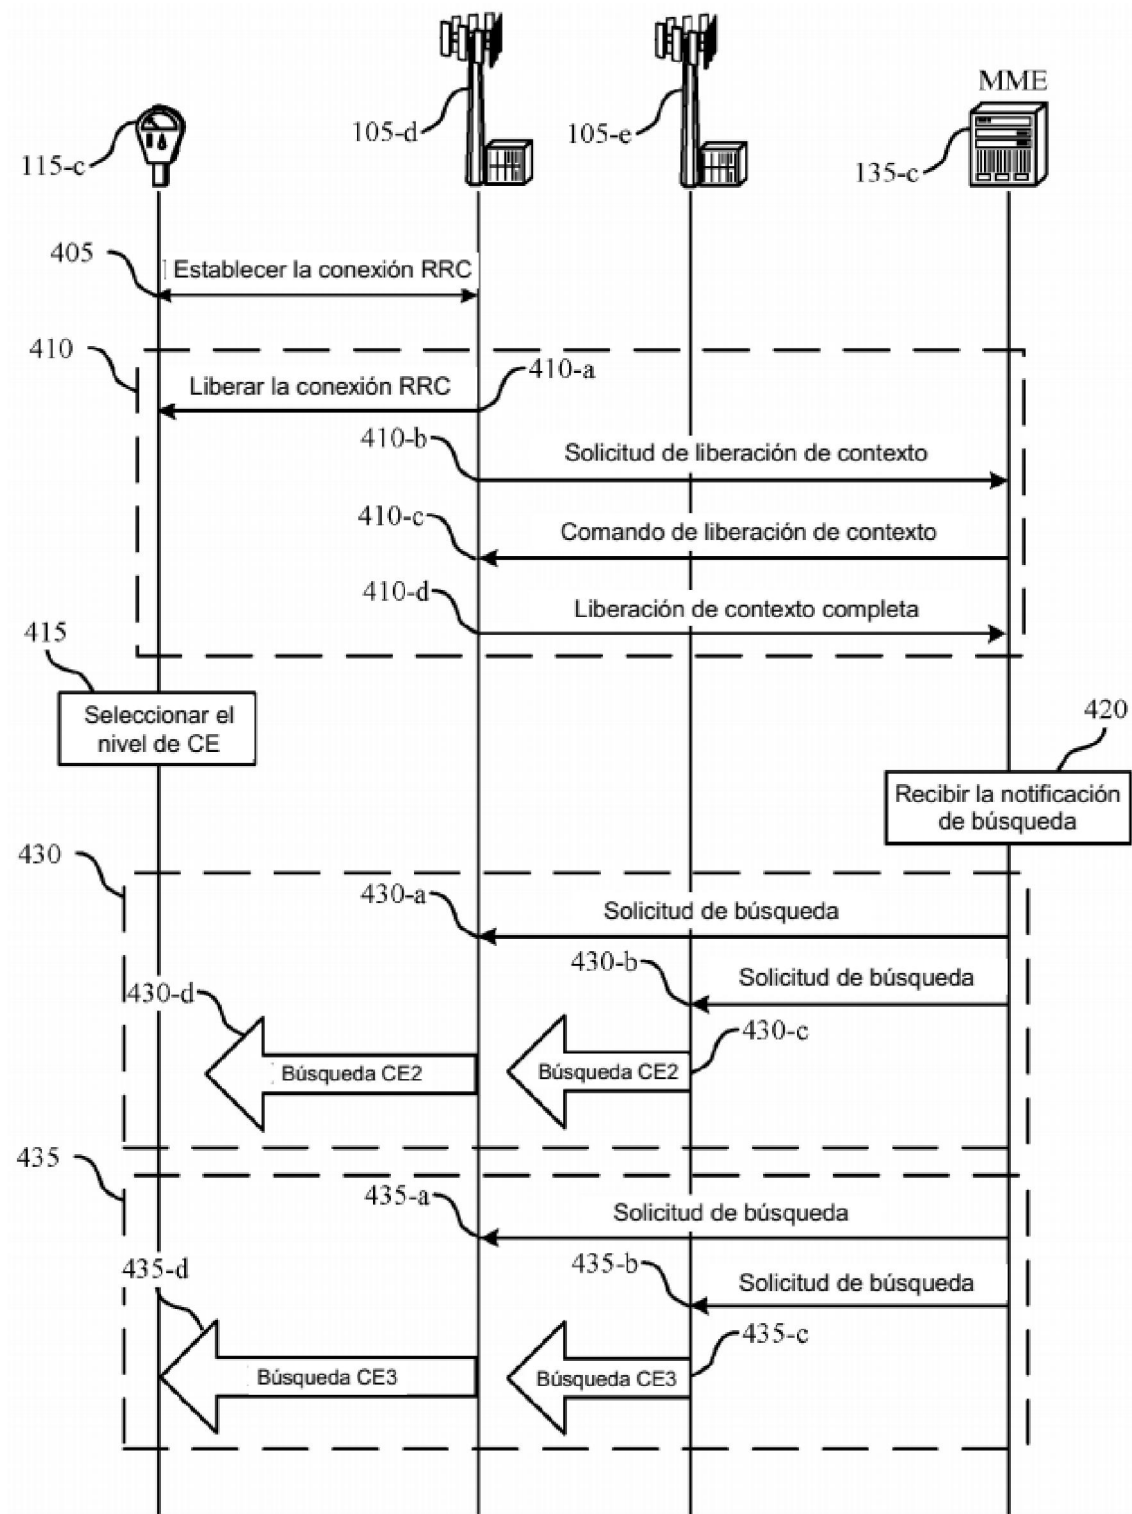 MME
115-c
105-d
105-e
135-c
405
Establecer la conexión RRC
410
Liberar la conexión RRC
410-a
410-b
Solicitud de liberación de contexto
410-c
Comando de liberación de contexto
410-d
Liberación de contexto completa
415
Seleccionar el
nivel de CE
420
Recibir la notificación
de búsqueda
430
430-a
Solicitud de búsqueda
430-b
Solicitud de búsqueda
430-d
430-c
Búsqueda CE2
Búsqueda CE2
435
435-a
Solicitud de búsqueda
435-d
435-b
Solicitud de búsqueda
435-c
Búsqueda CE3
Búsqueda CE3